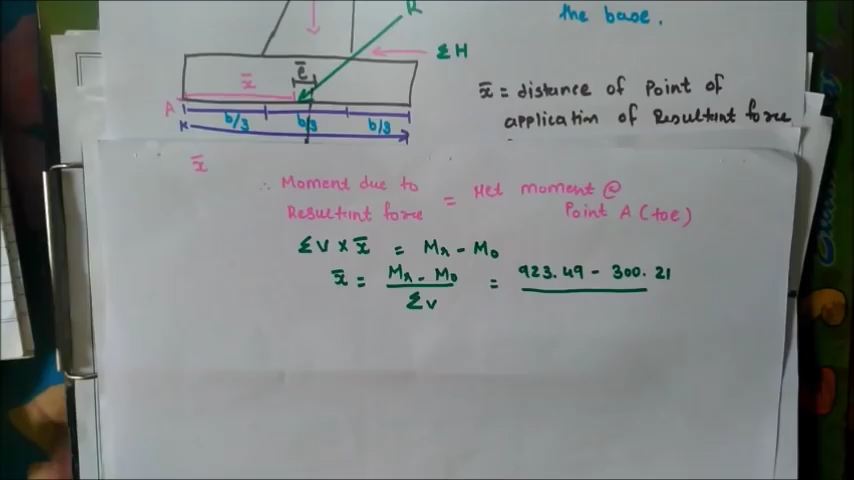 R
the base.
ΣH
ē
x̄
x̄ = distance of Point of
application of Resultant force
A
b/3 b/3 b/3
x̄
∴ Moment due to Resultant force = Net moment @ Point A (toe)
ΣV × x̄ = MR - MO
x̄ = MR - MO / ΣV = 923.49 - 300.21